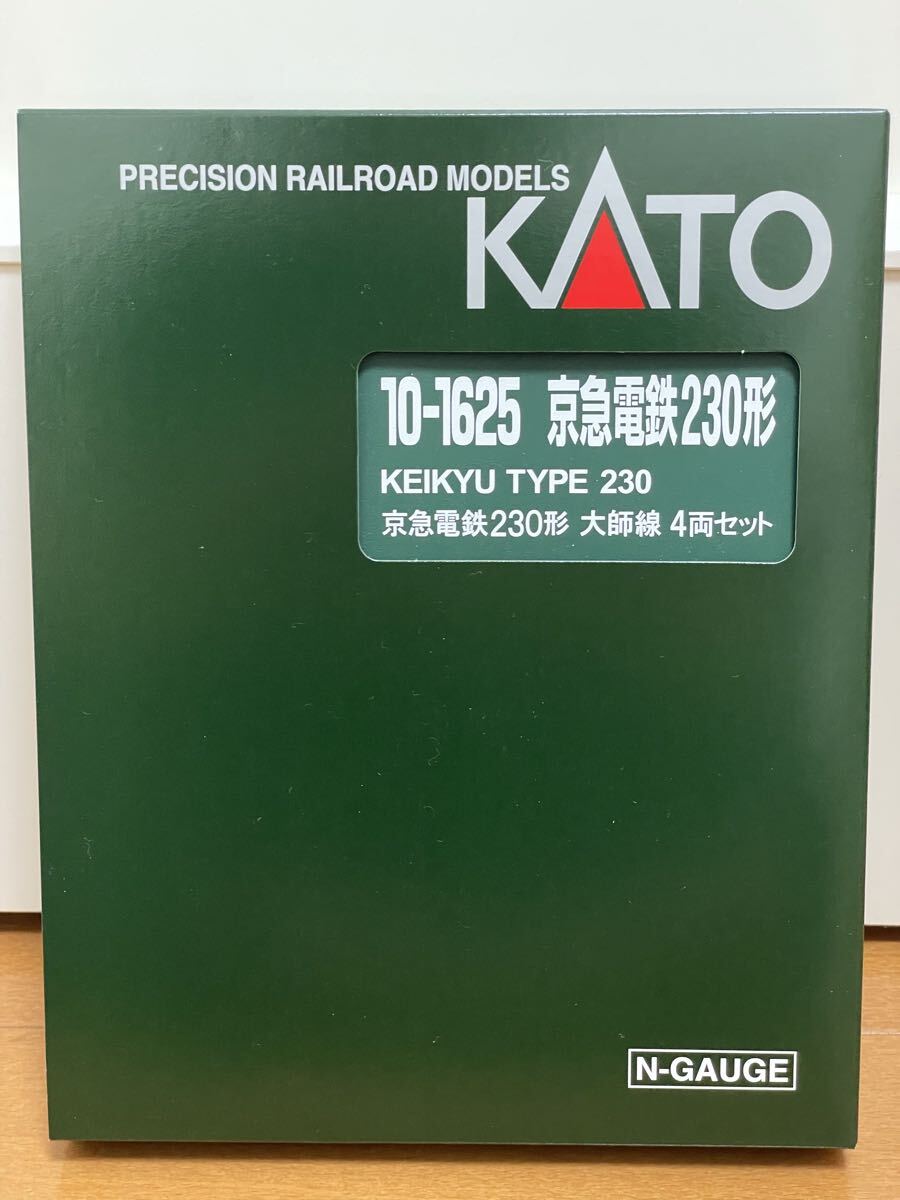 PRECISION RAILROAD MODELS
KATO
10-1625 京急電鉄230形
KEIKYU TYPE 230
京急電鉄230形 大師線 4両セット
N-GAUGE